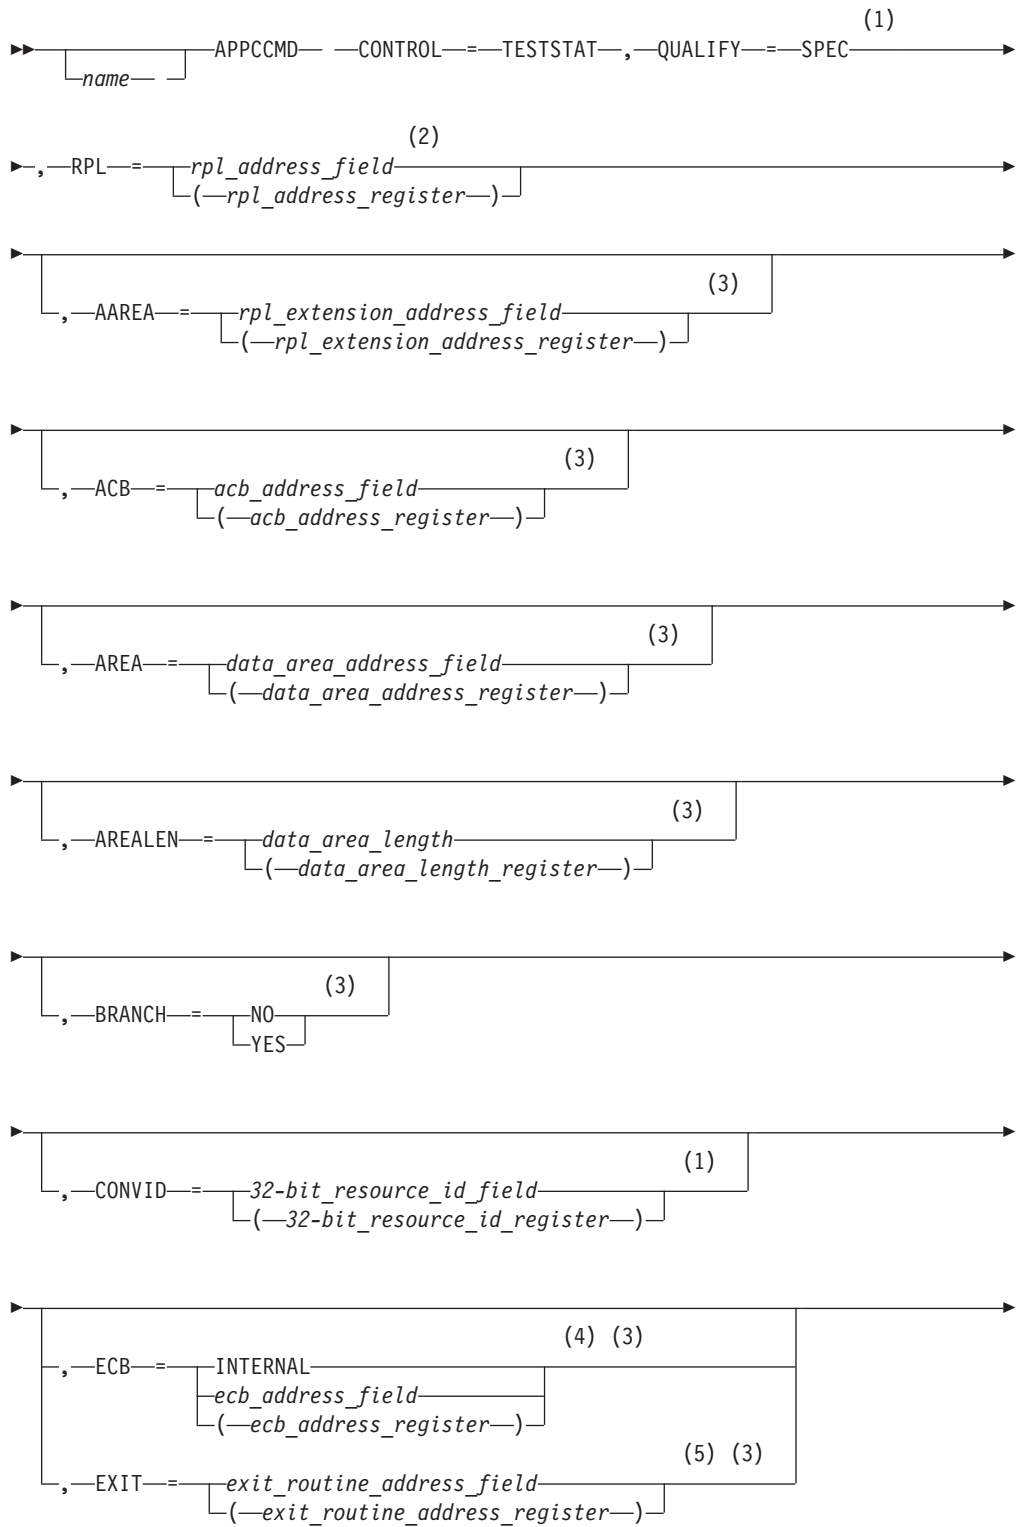 (1)
APPCCMD CONTROL = TESTSTAT , QUALIFY = SPEC
name
(2)
, RPL = rpl_address_field
( rpl_address_register )
(3)
, AAREA = rpl_extension_address_field
( rpl_extension_address_register )
(3)
, ACB = acb_address_field
( acb_address_register )
(3)
, AREA = data_area_address_field
( data_area_address_register )
(3)
, AREALEN = data_area_length
( data_area_length_register )
(3)
, BRANCH = NO
YES
(1)
, CONVID = 32-bit_resource_id_field
( 32-bit_resource_id_register )
(4) (3)
, ECB = INTERNAL
ecb_address_field
( ecb_address_register )
(5) (3)
, EXIT = exit_routine_address_field
( exit_routine_address_register )